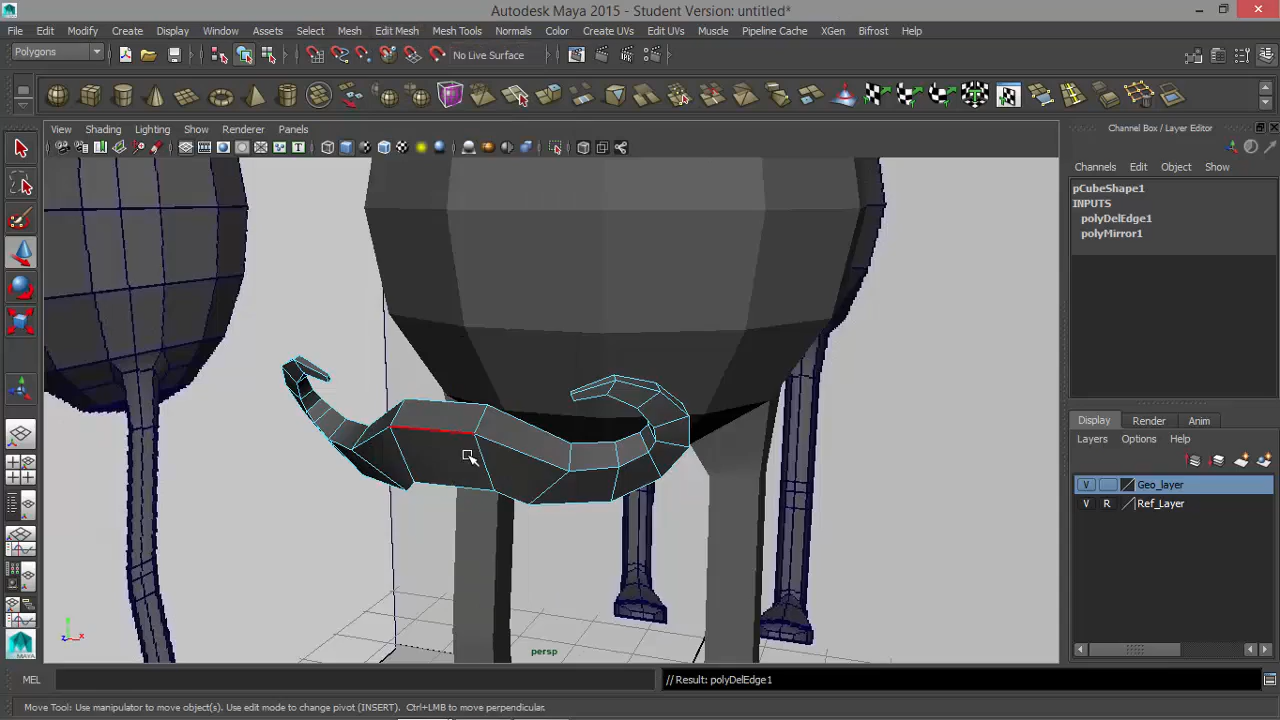 Autodesk Maya 2015 - Student Version: untitled*
File Edit Modify Create Display Window Assets Select Mesh Edit Mesh Mesh Tools Normals Color Create UVs Edit UVs Muscle Pipeline Cache XGen Bifrost Help
Polygons No Live Surface
View Shading Lighting Show Renderer Panels
Channel Box / Layer Editor
Channels Edit Object Show
pCubeShape1
INPUTS
polyDelEdge1
polyMirror1
Display Render Anim
Layers Options Help
V Geo_layer
V R Ref_Layer
persp
MEL // Result: polyDelEdge1
Move Tool: Use manipulator to move object(s). Use edit mode to change pivot (INSERT). Ctrl+LMB to move perpendicular.